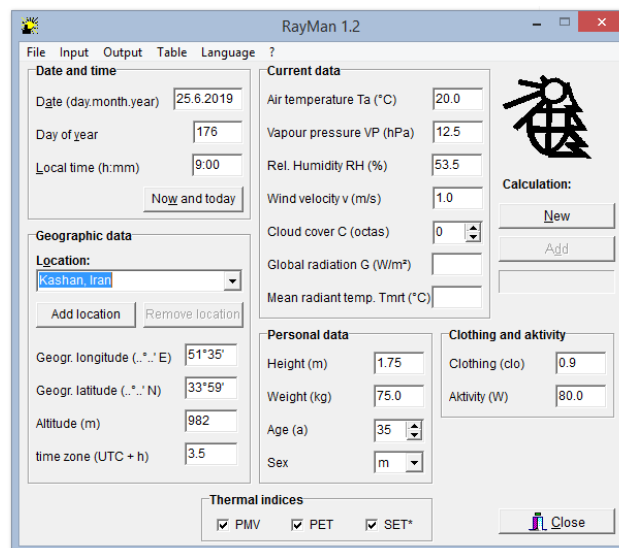 RayMan 1.2
File Input Output Table Language ?
Date and time
Date (day.month.year) 25.6.2019
Day of year 176
Local time (h:mm) 9:00
Now and today
Geographic data
Location:
Kashan, Iran
Add location Remove location
Geogr. longitude (..°..' E) 51°35'
Geogr. latitude (..°..' N) 33°59'
Altitude (m) 982
time zone (UTC + h) 3.5
Current data
Air temperature Ta (°C) 20.0
Vapour pressure VP (hPa) 12.5
Rel. Humidity RH (%) 53.5
Wind velocity v (m/s) 1.0
Cloud cover C (octas) 0
Global radiation G (W/m²)
Mean radiant temp. Tmrt (°C)
Personal data
Height (m) 1.75
Weight (kg) 75.0
Age (a) 35
Sex m
Calculation:
New
Add
Clothing and aktivity
Clothing (clo) 0.9
Aktivity (W) 80.0
Thermal indices
PMV PET SET*
Close